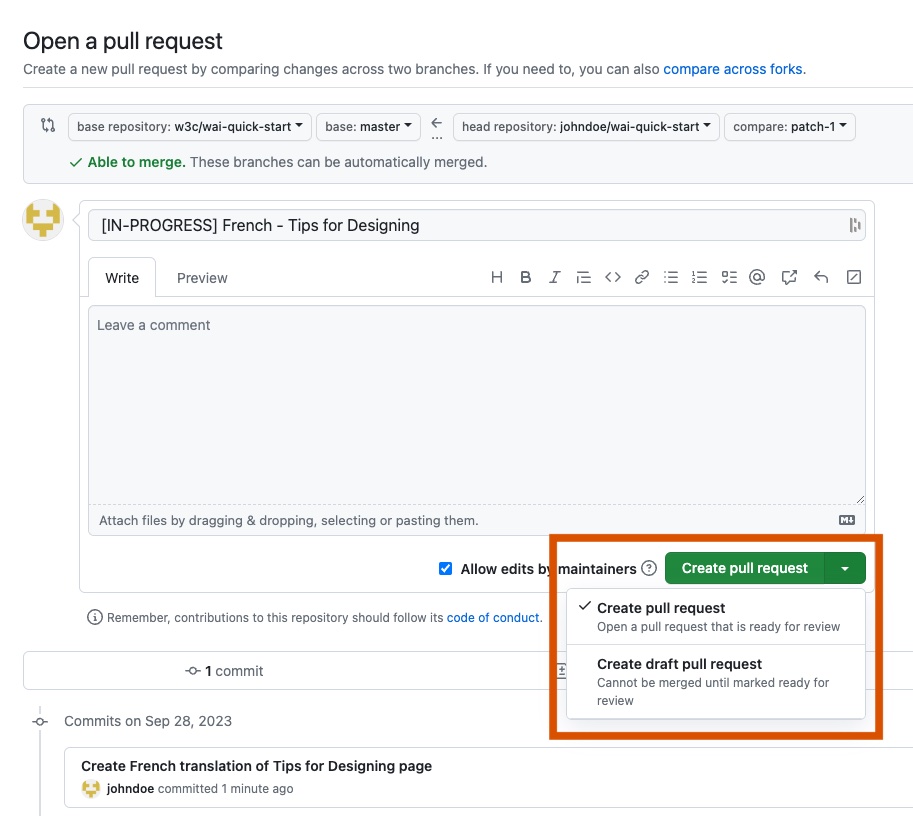 Open a pull request
Create a new pull request by comparing changes across two branches. If you need to, you can also compare across forks.
base repository: w3c/wai-quick-start base: master ... head repository: johndoe/wai-quick-start compare: patch-1
Able to merge. These branches can be automatically merged.
[IN-PROGRESS] French - Tips for Designing
Write Preview
Leave a comment
Attach files by dragging & dropping, selecting or pasting them.
Allow edits by maintainers Create pull request
Create pull request
Remember, contributions to this repository should follow its code of conduct.
Open a pull request that is ready for review
Create draft pull request
1 commit
Cannot be merged until marked ready for
review
Commits on Sep 28, 2023
Create French translation of Tips for Designing page
johndoe committed 1 minute ago